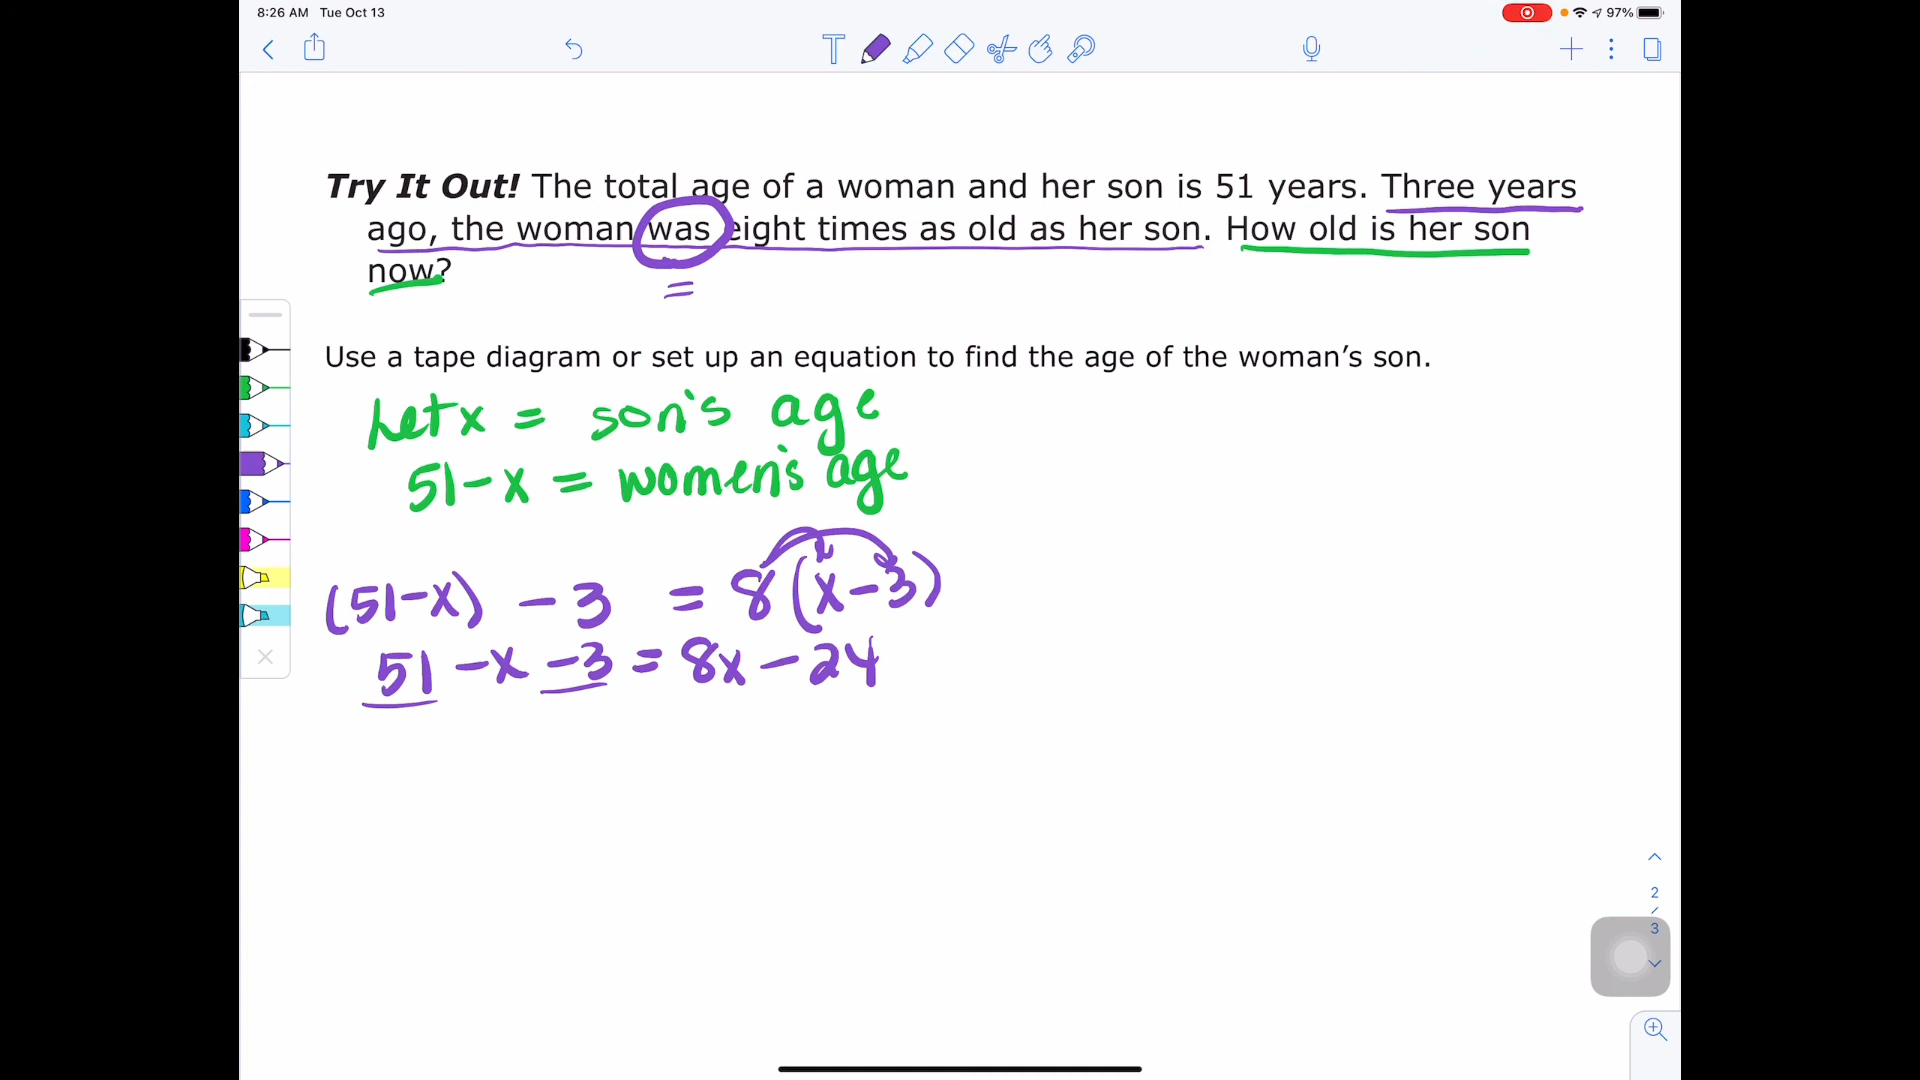 8:26 AM Tue Oct 13
97%
Try It Out! The total age of a woman and her son is 51 years. Three years
ago, the woman was eight times as old as her son. How old is her son
now?
=
Use a tape diagram or set up an equation to find the age of the woman’s son.
Let x = son's age
51-x = women's age
(51-x) - 3 = 8(x-3)
51 -x -3 = 8x - 24
2
/
3